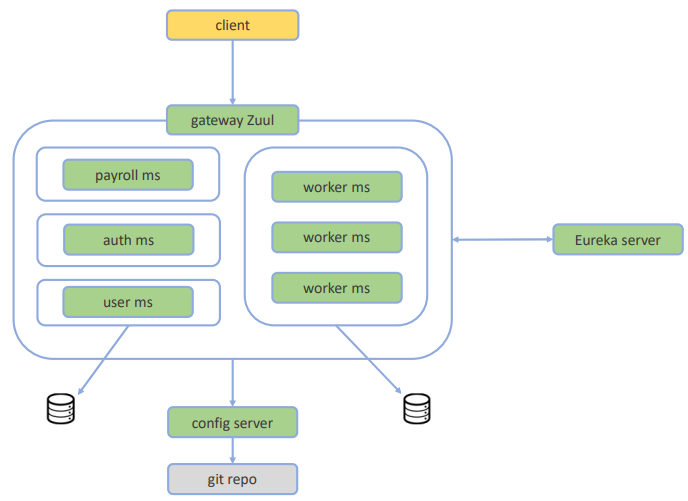 client
gateway Zuul
payroll ms
auth ms
user ms
worker ms
worker ms
worker ms
Eureka server
config server
git repo